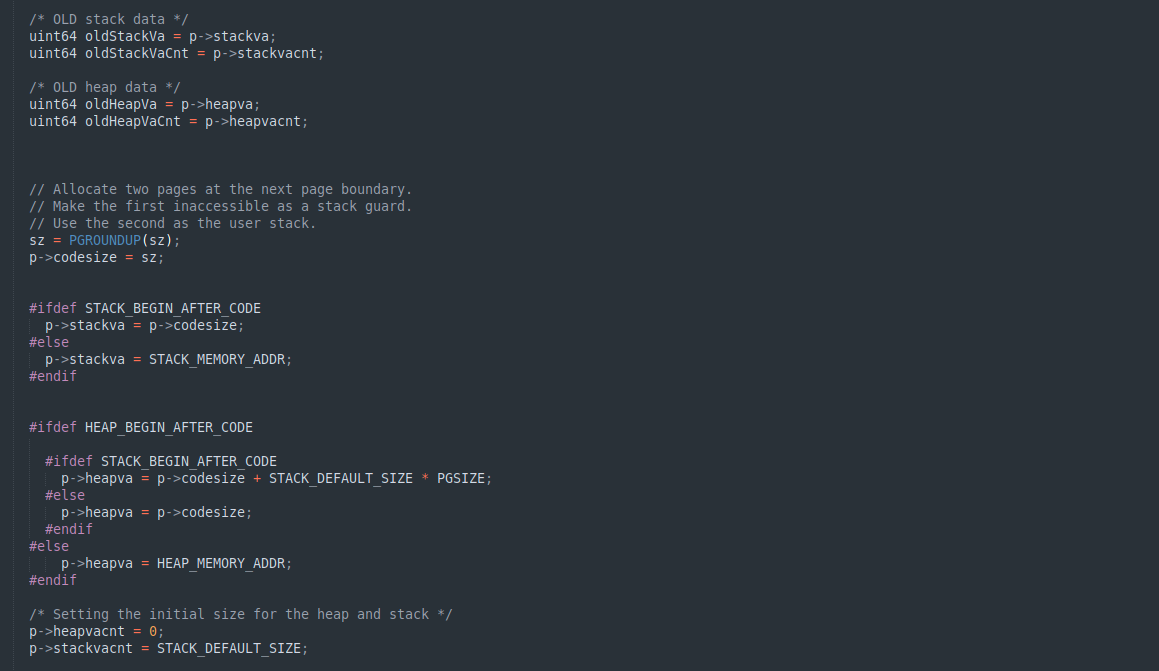 /* OLD stack data */
uint64 oldStackVa = p->stackva;
uint64 oldStackVaCnt = p->stackvacnt;
/* OLD heap data */
uint64 oldHeapVa = p->heapva;
uint64 oldHeapVaCnt = p->heapvacnt;
// Allocate two pages at the next page boundary.
// Make the first inaccessible as a stack guard.
// Use the second as the user stack.
sz = PGROUNDUP(sz);
p->codesize = sz;
#ifdef STACK_BEGIN_AFTER_CODE
p->stackva = p->codesize;
#else
p->stackva = STACK_MEMORY_ADDR;
#endif
#ifdef HEAP_BEGIN_AFTER_CODE
#ifdef STACK_BEGIN_AFTER_CODE
p->heapva = p->codesize + STACK_DEFAULT_SIZE * PGSIZE;
#else
p->heapva = p->codesize;
#endif
#else
p->heapva = HEAP_MEMORY_ADDR;
#endif
/* Setting the initial size for the heap and stack */
p->heapvacnt = 0;
p->stackvacnt = STACK_DEFAULT_SIZE;